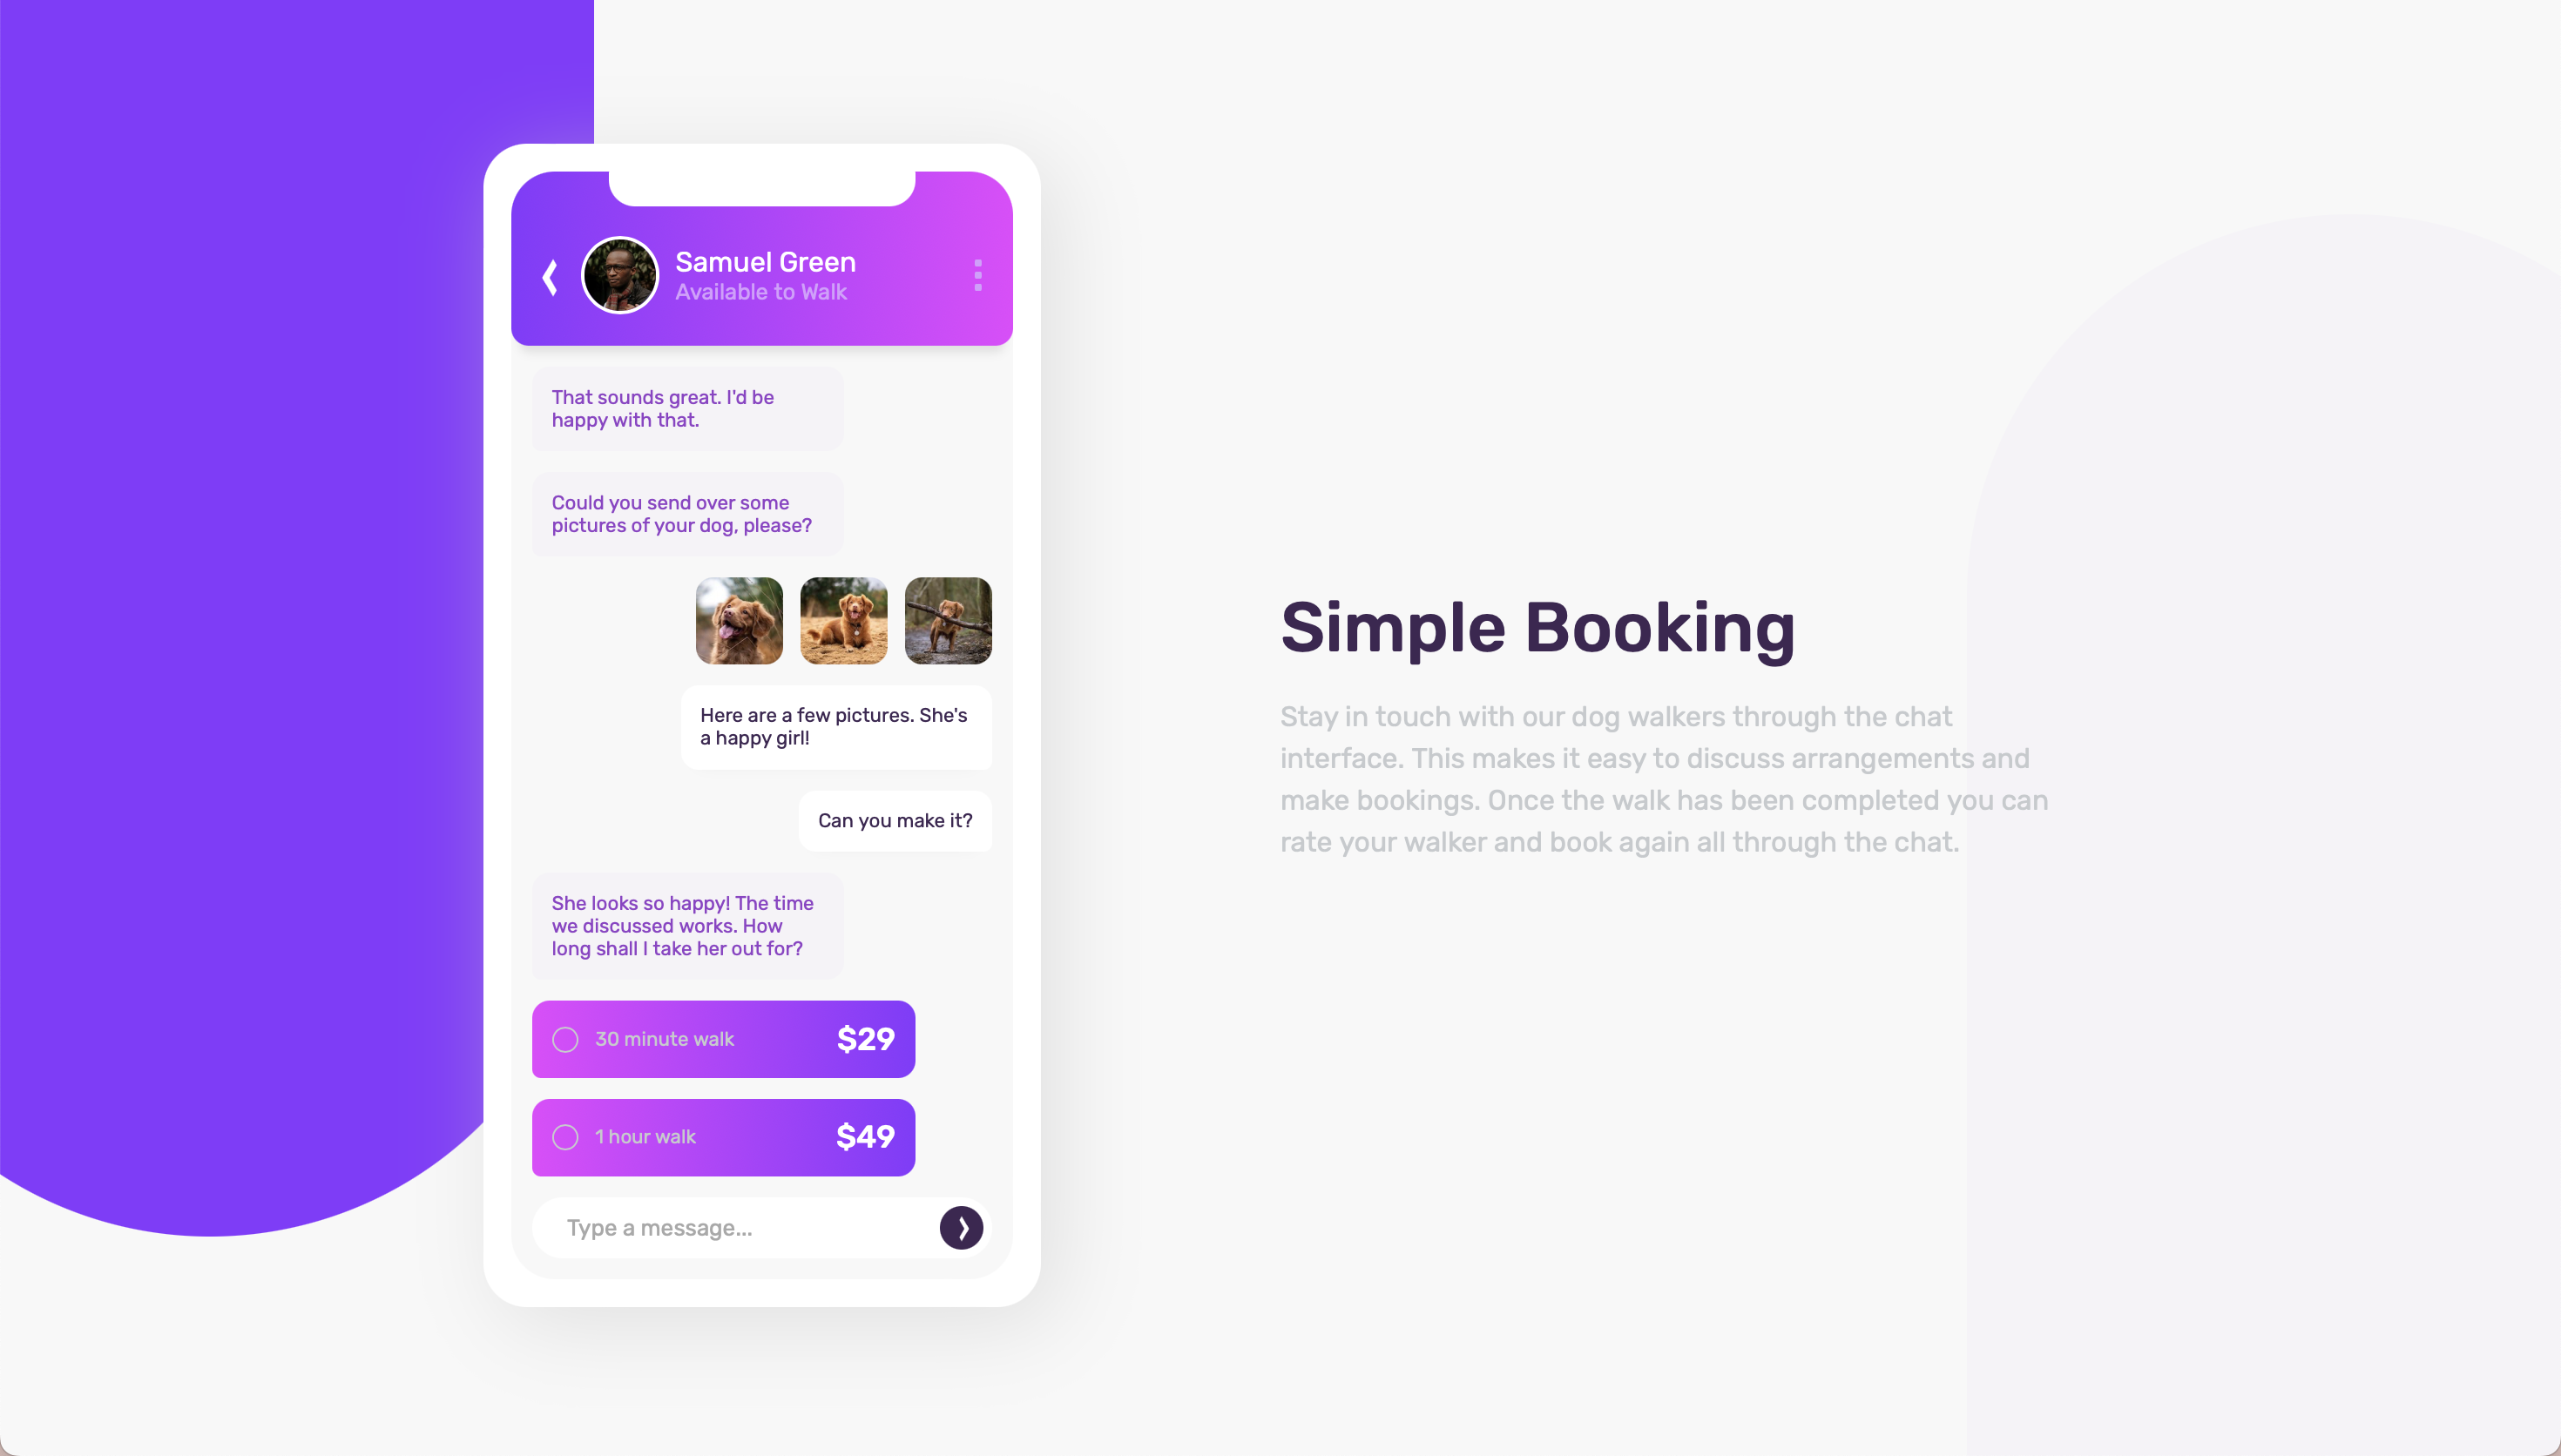 Samuel Green
Available to Walk
That sounds great. I'd be
happy with that.
Could you send over some
pictures of your dog, please?
Here are a few pictures. She's
a happy girl!
Can you make it?
She looks so happy! The time
we discussed works. How
long shall I take her out for?
30 minute walk $29
1 hour walk $49
Type a message...
Simple Booking
Stay in touch with our dog walkers through the chat
interface. This makes it easy to discuss arrangements and
make bookings. Once the walk has been completed you can
rate your walker and book again all through the chat.